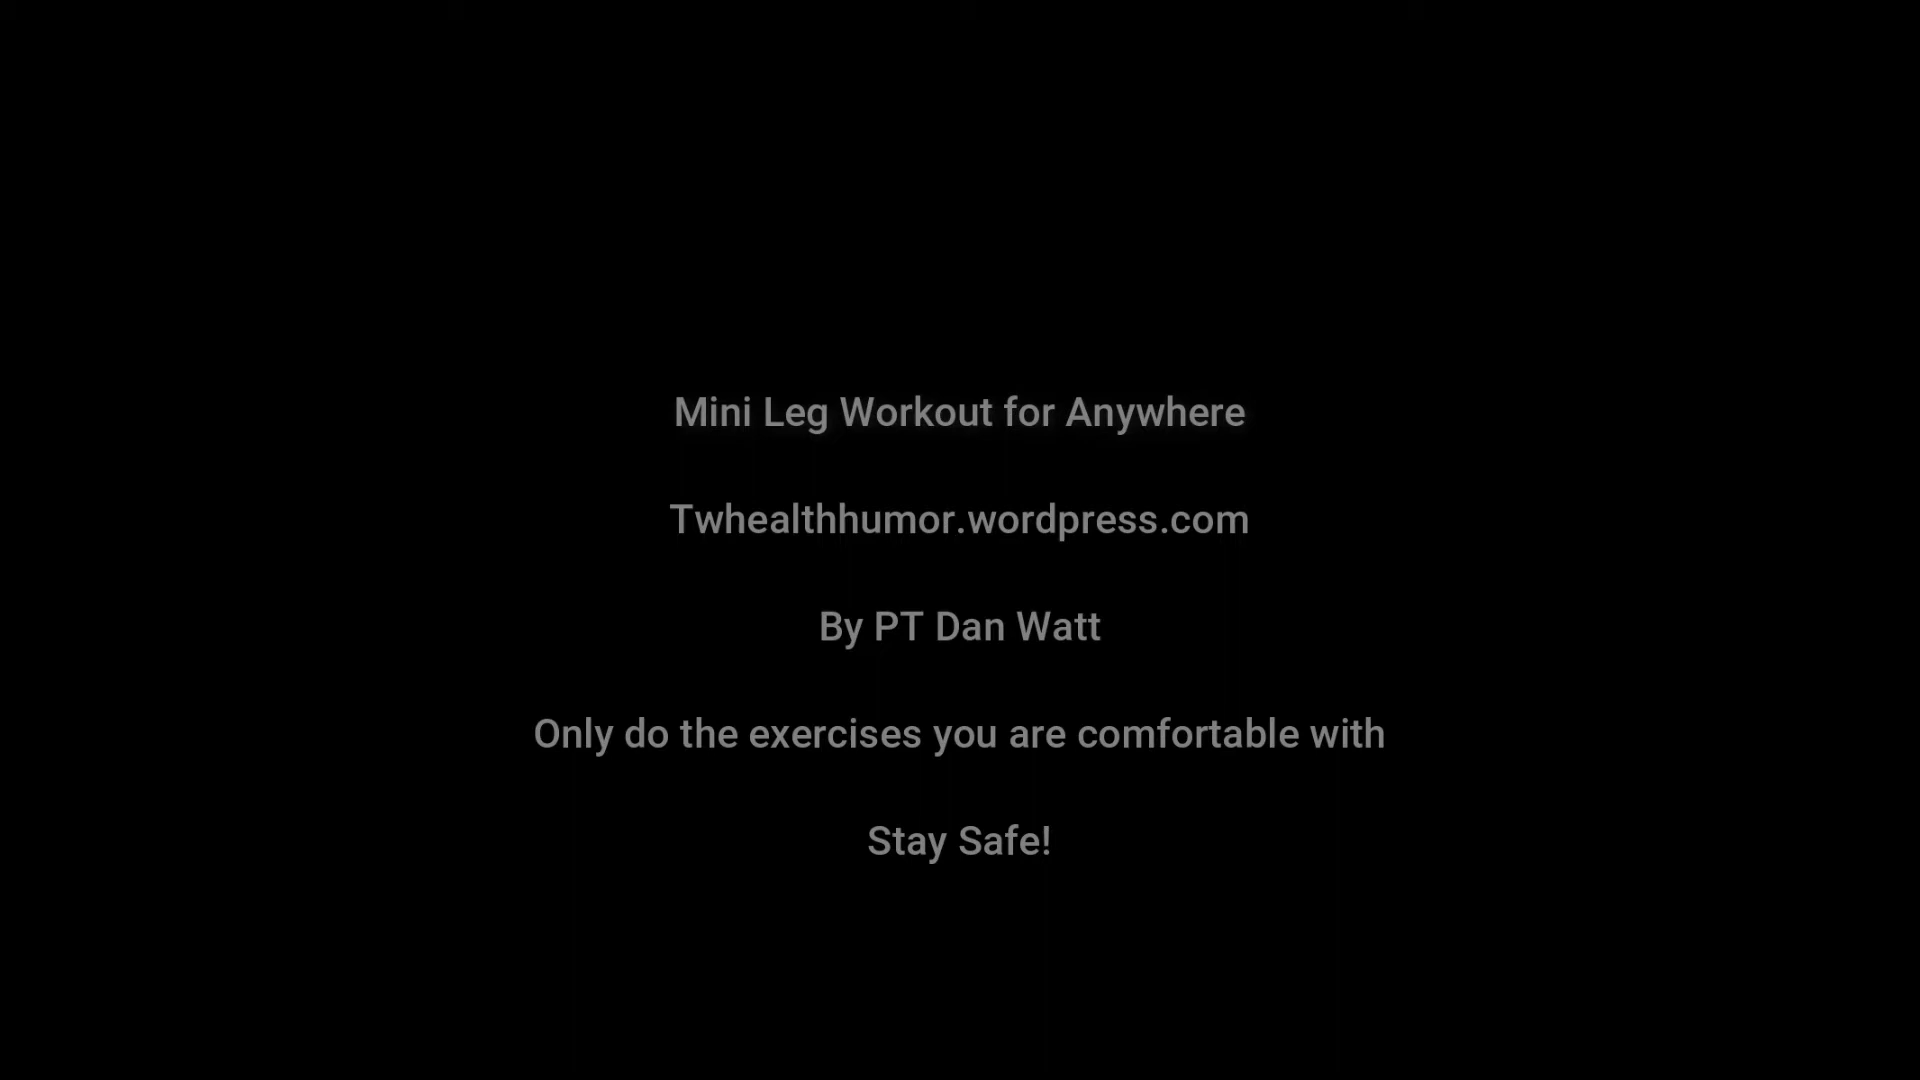 Mini Leg Workout for Anywhere
Twhealthhumor.wordpress.com
By PT Dan Watt
Only do the exercises you are comfortable with
Stay Safe!